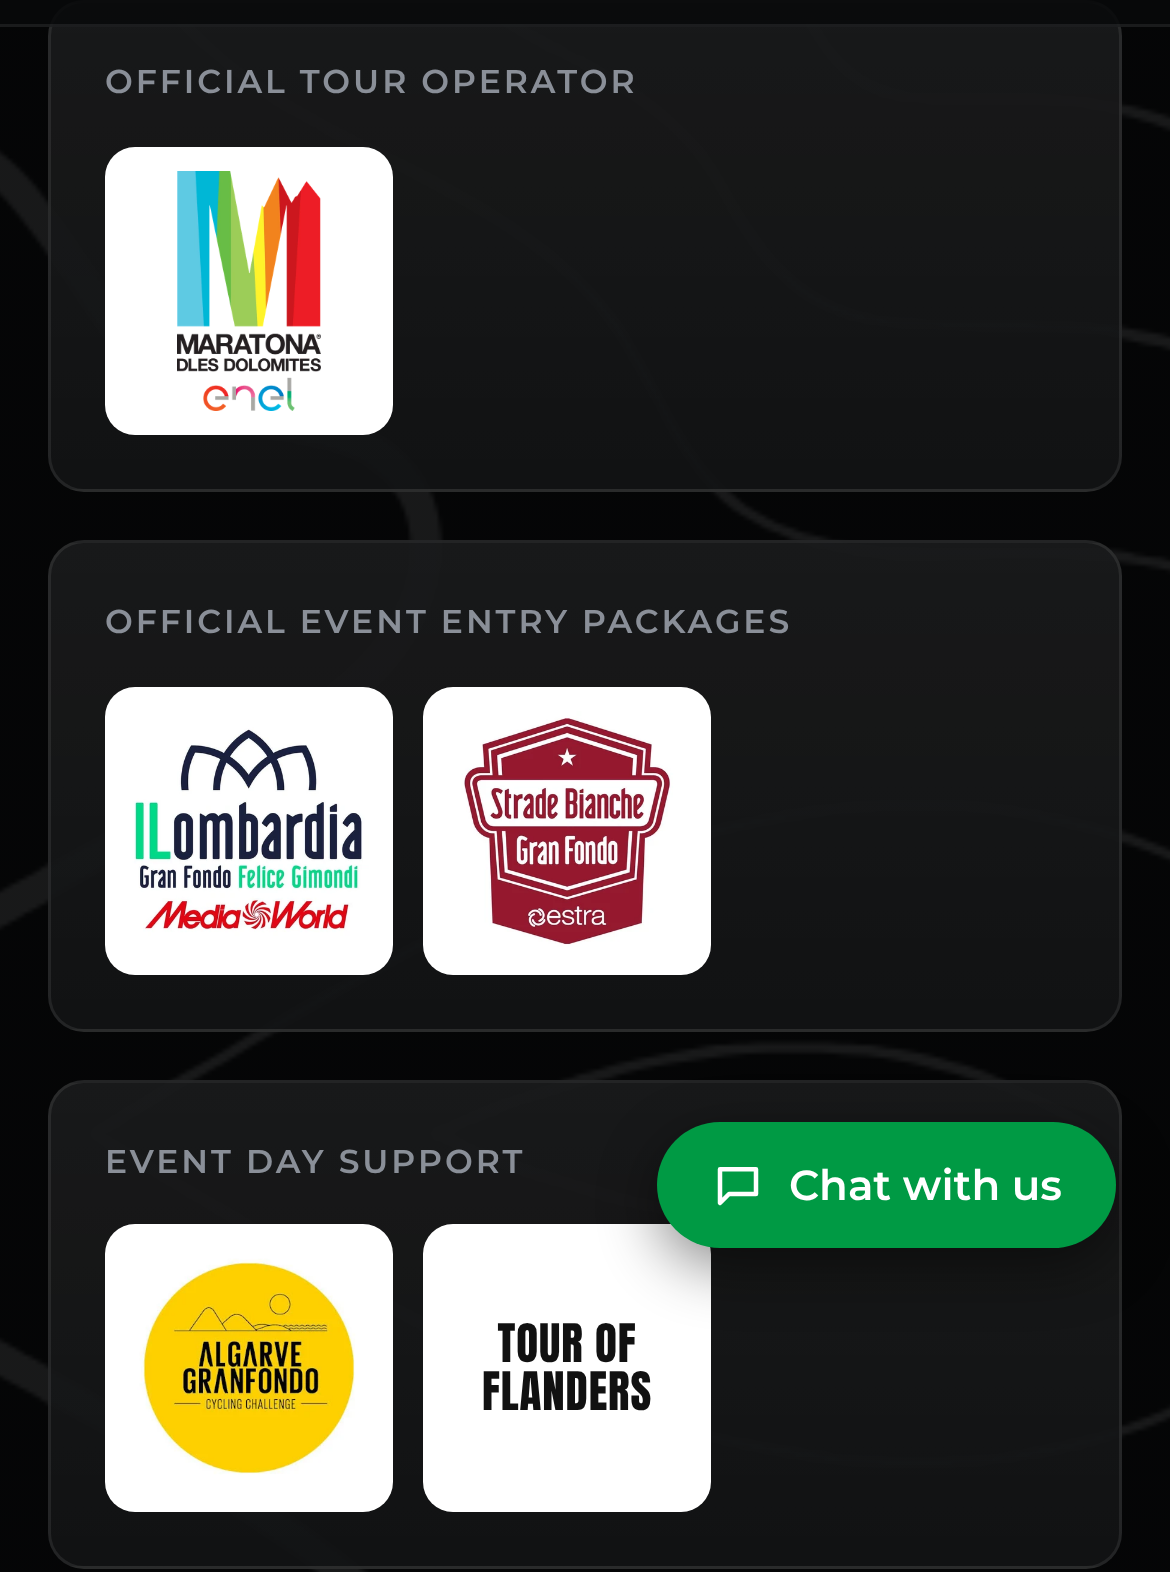 OFFICIAL TOUR OPERATOR
MARATONA®
DLES DOLOMITES
enel
OFFICIAL EVENT ENTRY PACKAGES
ILombardia
Gran Fondo Felice Gimondi
MediaWorld
Strade Bianche
Gran Fondo
estra
EVENT DAY SUPPORT
Chat with us
ALGARVE
GRANFONDO
CYCLING CHALLENGE
TOUR OF
FLANDERS